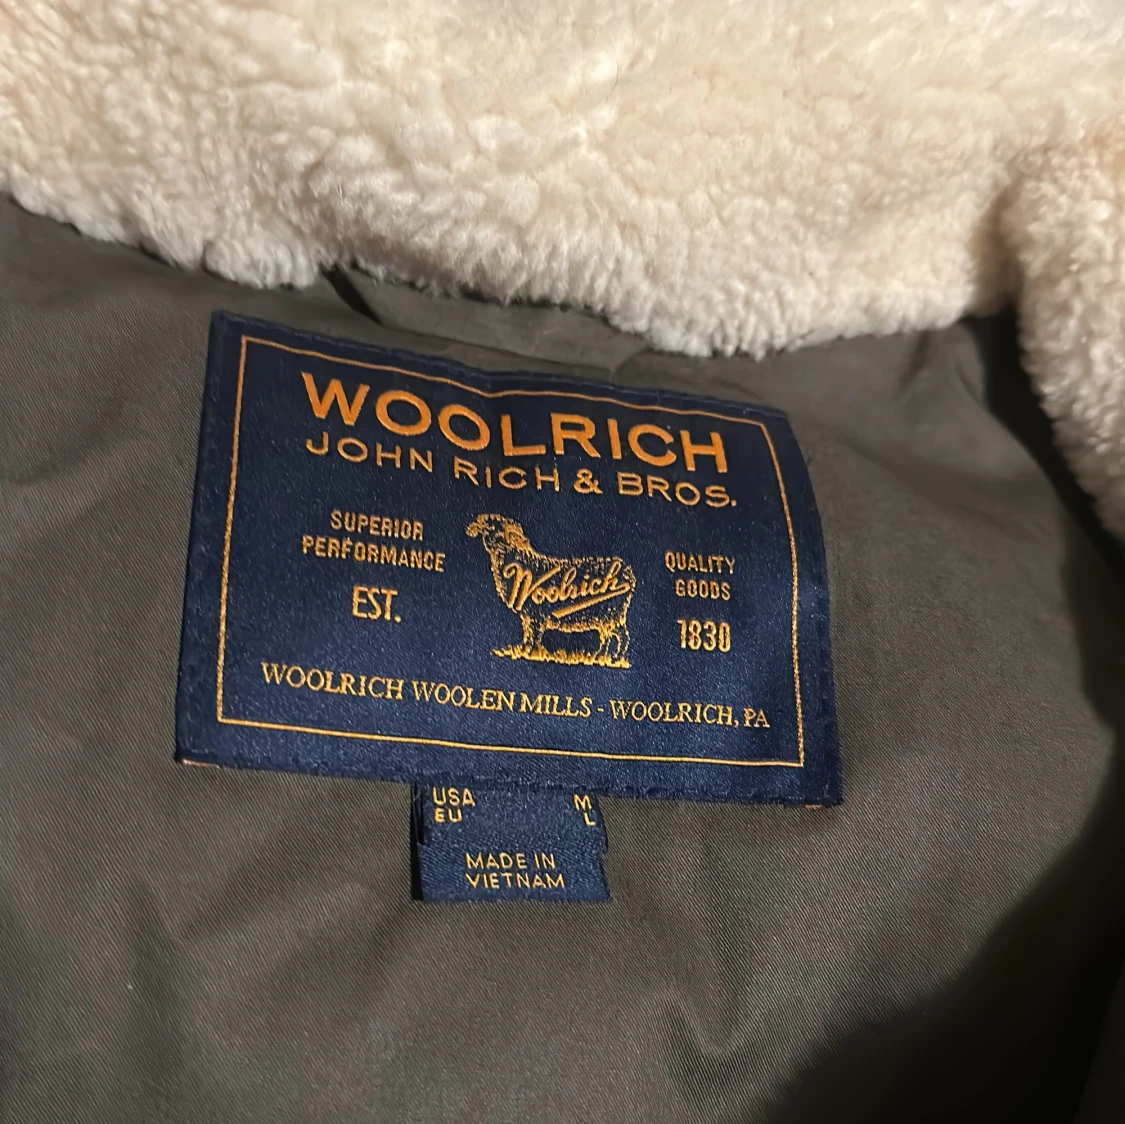 WOOLRICH
JOHN RICH & BROS.
SUPERIOR
PERFORMANCE
EST.
Woolrich
QUALITY
GOODS
1830
WOOLRICH WOOLEN MILLS - WOOLRICH, PA
USA M
EU L
MADE IN
VIETNAM